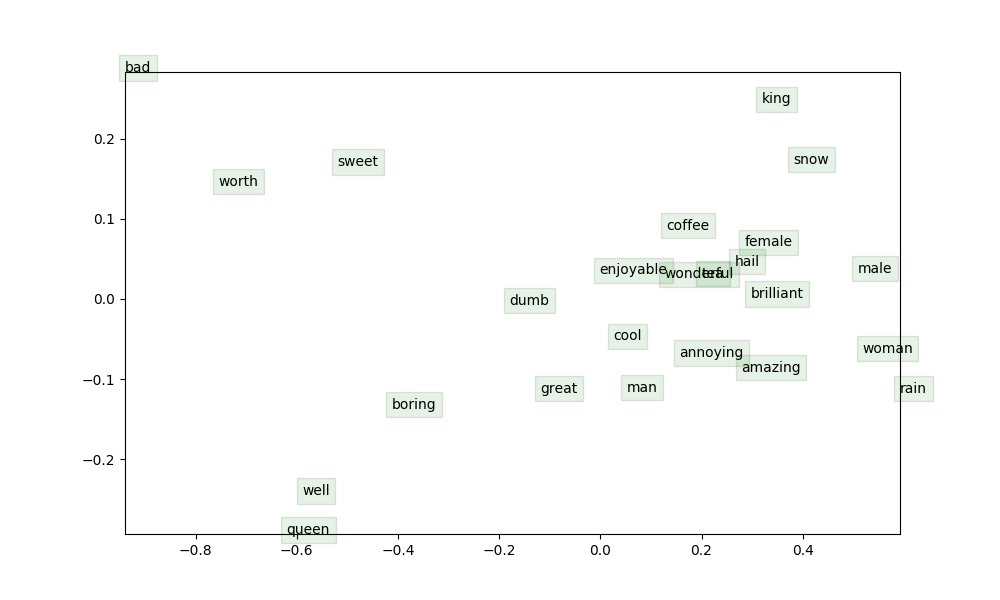 bad
king
0.2
snow
sweet
worth
0.1
coffee
female
hail
male
enjoyable
wonderful
tea
0.0
dumb
brilliant
cool
woman
annoying
amazing
−0.1
great
man
rain
boring
−0.2
well
queen
−0.8
−0.6
−0.4
−0.2
0.0
0.2
0.4